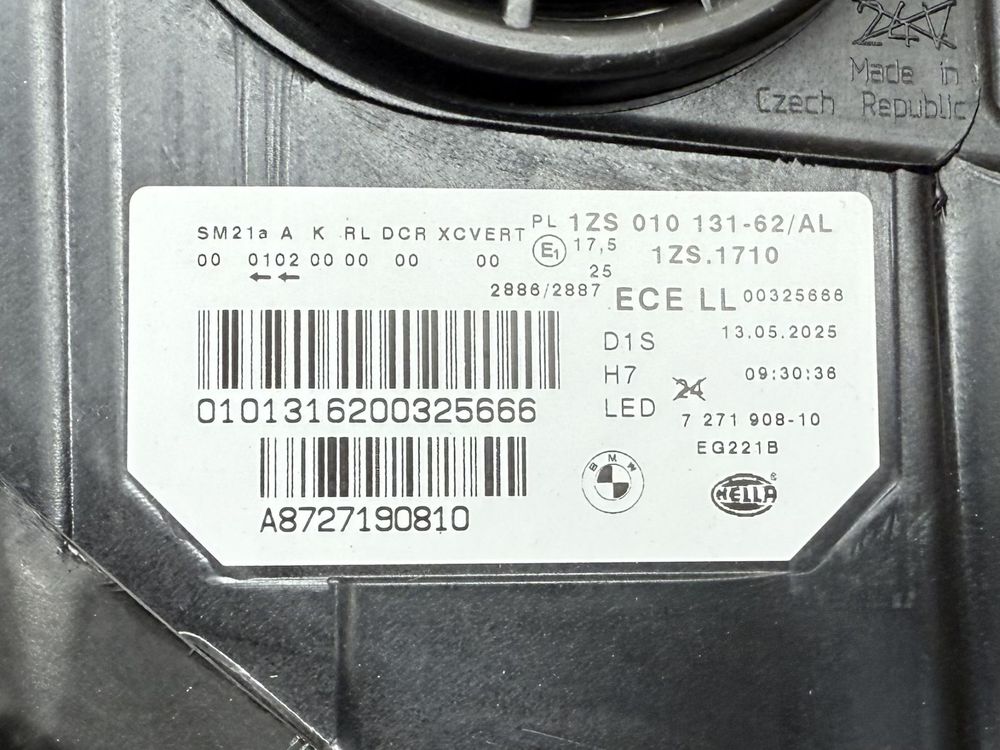 24V
Made in
Czech Republic
SM21a A K RL DCR XCVERT PL 1ZS 010 131-62/AL
00 0102 00 00 00 00 E1 17,5 1ZS.1710
25
2886/2887 ECE LL 00325666
D1S 13.05.2025
H7 24 09:30:36
LED 7 271 908-10
EG221B
0101316200325666
BMW
HELLA ®
A8727190810